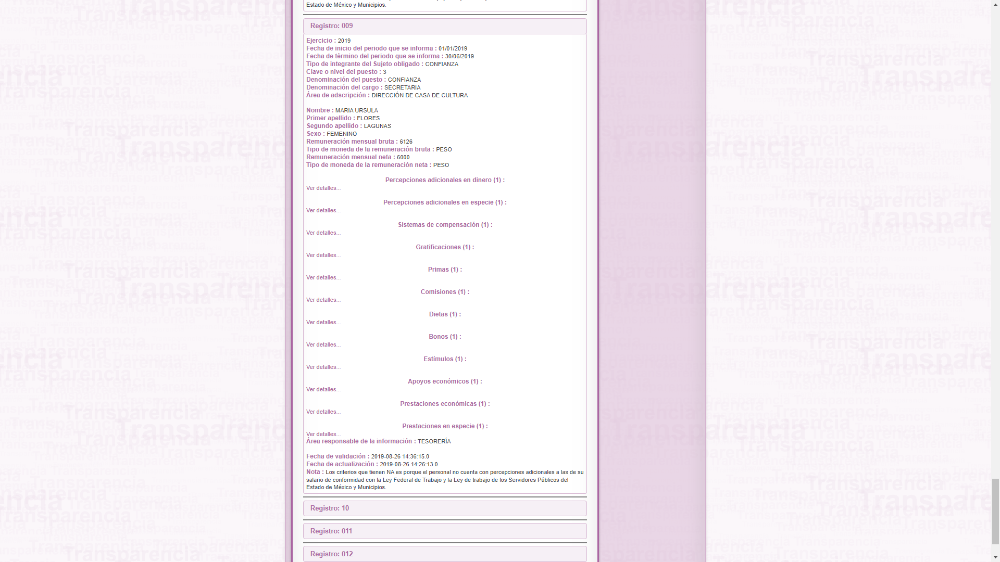 Estado de México y Municipios.
Registro: 009
Ejercicio : 2019
Fecha de inicio del periodo que se informa : 01/01/2019
Fecha de término del periodo que se informa : 30/06/2019
Tipo de integrante del Sujeto obligado : CONFIANZA
Clave o nivel del puesto : 3
Denominación del puesto : CONFIANZA
Denominación del cargo : SECRETARIA
Área de adscripción : DIRECCIÓN DE CASA DE CULTURA
Nombre : MARIA URSULA
Primer apellido : FLORES
Segundo apellido : LAGUNAS
Sexo : FEMENINO
Remuneración mensual bruta : 6126
Tipo de moneda de la remuneración bruta : PESO
Remuneración mensual neta : 6000
Tipo de moneda de la remuneración neta : PESO
Percepciones adicionales en dinero (1) :
Ver detalles...
Percepciones adicionales en especie (1) :
Ver detalles...
Sistemas de compensación (1) :
Ver detalles...
Gratificaciones (1) :
Ver detalles...
Primas (1) :
Ver detalles...
Comisiones (1) :
Ver detalles...
Dietas (1) :
Ver detalles...
Bonos (1) :
Ver detalles...
Estímulos (1) :
Ver detalles...
Apoyos económicos (1) :
Ver detalles...
Prestaciones económicas (1) :
Ver detalles...
Prestaciones en especie (1) :
Ver detalles...
Área responsable de la información : TESORERÍA
Fecha de validación : 2019-08-26 14:36:15.0
Fecha de actualización : 2019-08-26 14:26:13.0
Nota : Los criterios que tienen NA es porque el personal no cuenta con percepciones adicionales a las de su
salario de conformidad con la Ley Federal de Trabajo y la Ley de trabajo de los Servidores Públicos del
Estado de México y Municipios.
Registro: 10
Registro: 011
Registro: 012